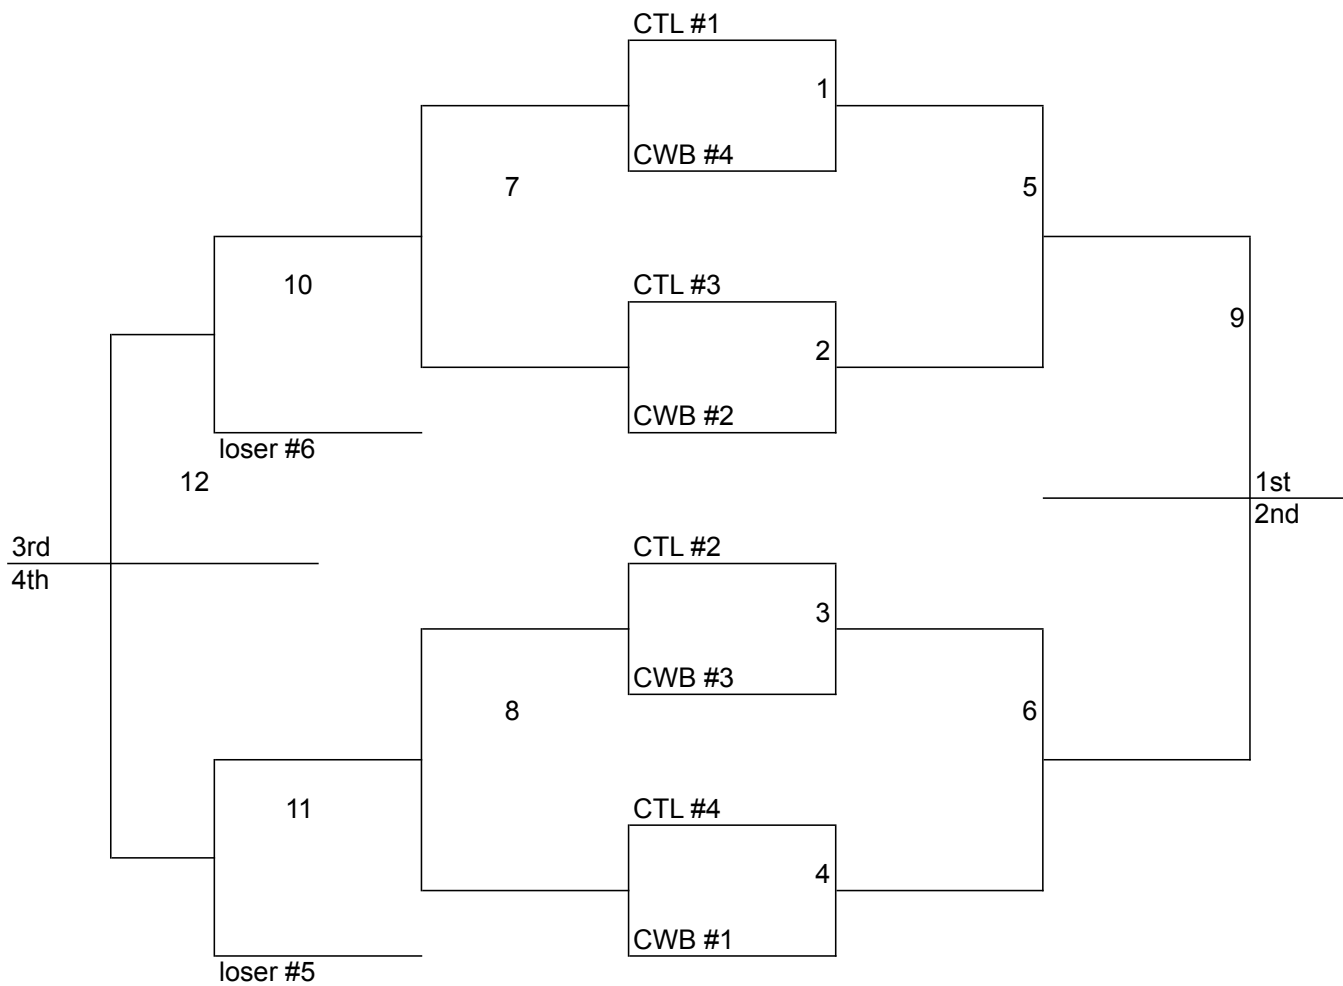 CTL #1
1
CWB #4
7
5
10
CTL #3
9
2
CWB #2
loser #6
12
1st
2nd
3rd
4th
CTL #2
3
CWB #3
8
6
11
CTL #4
4
CWB #1
loser #5